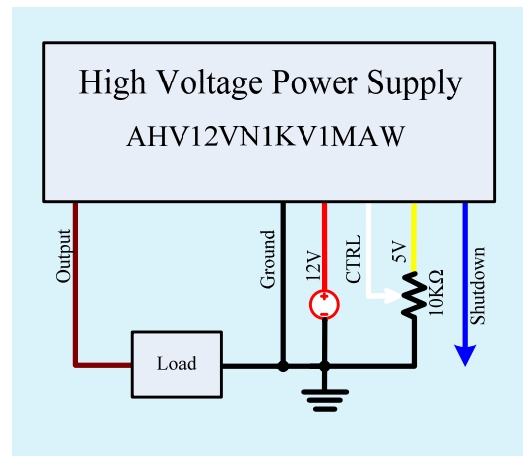 High Voltage Power Supply
AHV12VN1KV1MAW
Output
Ground
12V
CTRL
5V
10KΩ
Shutdown
Load